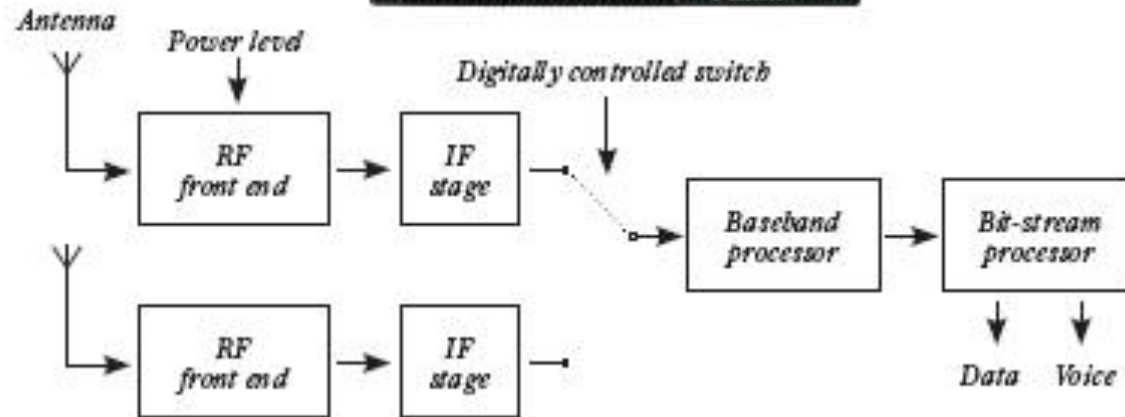 Antenna
Power level
Digitally controlled switch
RF
front end
IF
stage
Baseband
processor
Bit-stream
processor
RF
front end
IF
stage
Data
Voice